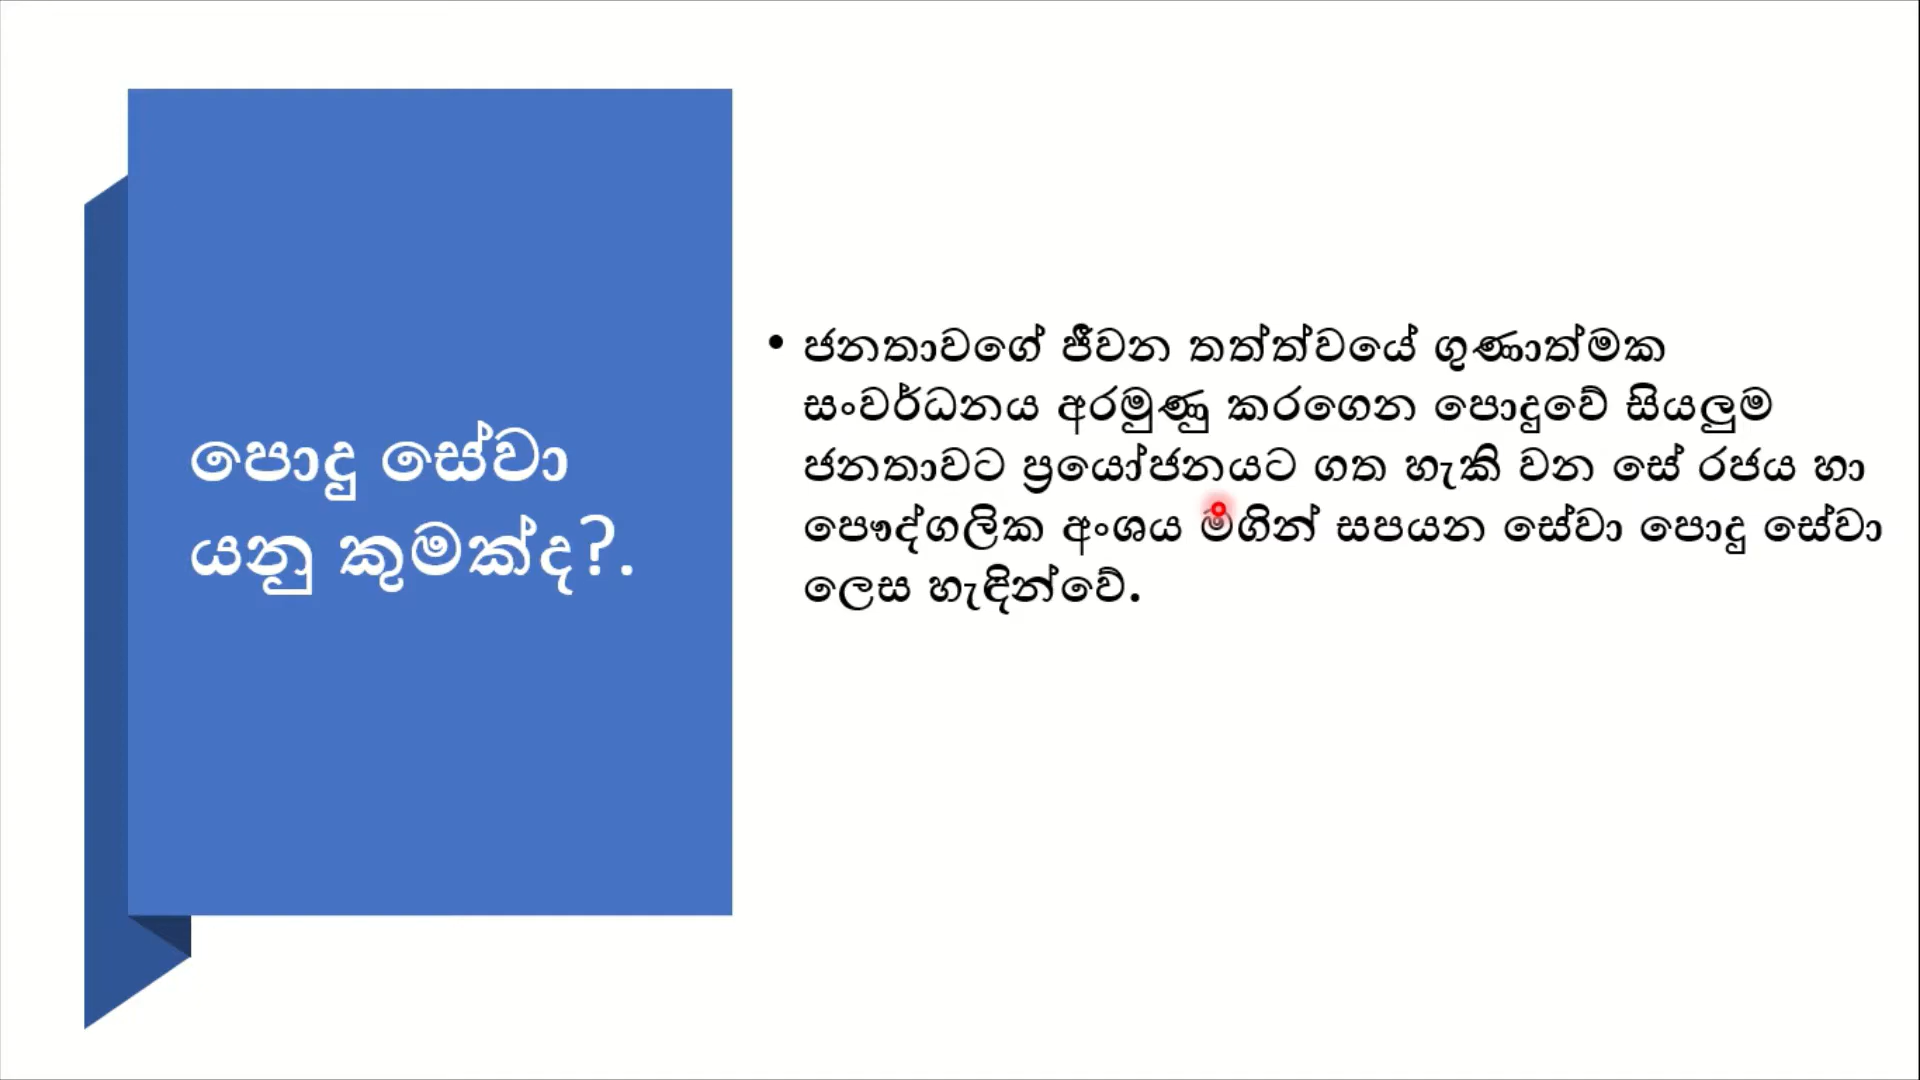 පොදු සේවා
යනු කුමක්ද?.
• ජනතාවගේ ජීවන තත්ත්වයේ ගුණාත්මක
සංවර්ධනය අරමුණු කරගෙන පොදුවේ සියලුම
ජනතාවට ප්‍රයෝජනයට ගත හැකි වන සේ රජය හා
පෞද්ගලික අංශය මගින් සපයන සේවා පොදු සේවා
ලෙස හැඳින්වේ.